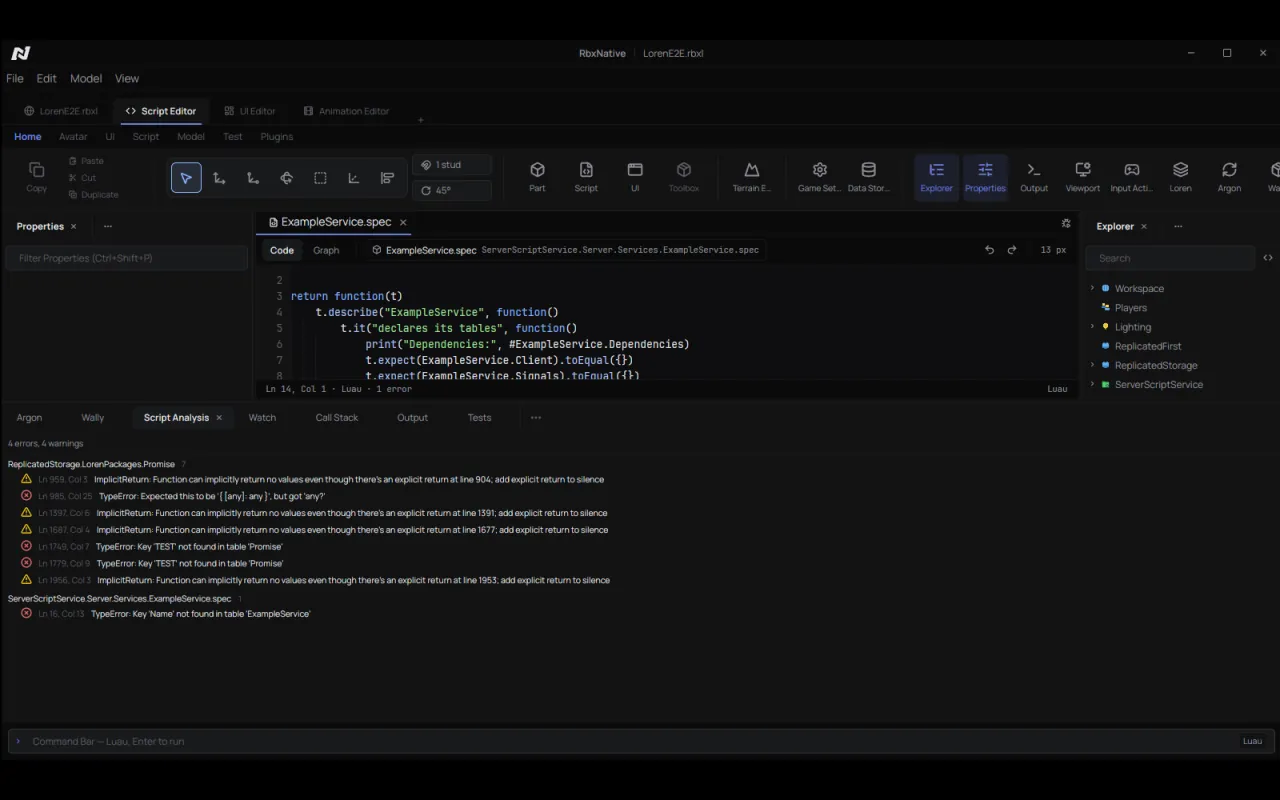 RbxNative LorenE2E.rbxl
File Edit Model View
LorenE2E.rbxl Script Editor UI Editor Animation Editor +
Home Avatar UI Script Model Test Plugins
Copy Paste Cut Duplicate
1 stud
45°
Part Script UI Toolbox Terrain E... Game Set... Data Stor... Explorer Properties Output Viewport Input Acti... Loren Argon Wa
Properties × ...
Filter Properties (Ctrl+Shift+P)
ExampleService.spec ×
Code Graph ExampleService.spec ServerScriptService.Server.Services.ExampleService.spec 13 px
2
3 return function(t)
4 t.describe("ExampleService", function()
5 t.it("declares its tables", function()
6 print("Dependencies:", #ExampleService.Dependencies)
7 t.expect(ExampleService.Client).toEqual({})
8 t.expect(ExampleService.Signals).toEqual({})
Ln 14, Col 1 · Luau · 1 error Luau
Explorer × ...
Search
Workspace
Players
Lighting
ReplicatedFirst
ReplicatedStorage
ServerScriptService
Argon Wally Script Analysis × Watch Call Stack Output Tests ...
4 errors, 4 warnings
ReplicatedStorage.LorenPackages.Promise 7
Ln 959, Col 3 ImplicitReturn: Function can implicitly return no values even though there's an explicit return at line 904; add explicit return to silence
Ln 985, Col 25 TypeError: Expected this to be '{ [any]: any }', but got 'any?'
Ln 1397, Col 6 ImplicitReturn: Function can implicitly return no values even though there's an explicit return at line 1391; add explicit return to silence
Ln 1687, Col 4 ImplicitReturn: Function can implicitly return no values even though there's an explicit return at line 1677; add explicit return to silence
Ln 1749, Col 7 TypeError: Key 'TEST' not found in table 'Promise'
Ln 1779, Col 9 TypeError: Key 'TEST' not found in table 'Promise'
Ln 1956, Col 3 ImplicitReturn: Function can implicitly return no values even though there's an explicit return at line 1953; add explicit return to silence
ServerScriptService.Server.Services.ExampleService.spec 1
Ln 16, Col 13 TypeError: Key 'Name' not found in table 'ExampleService'
Command Bar — Luau, Enter to run Luau